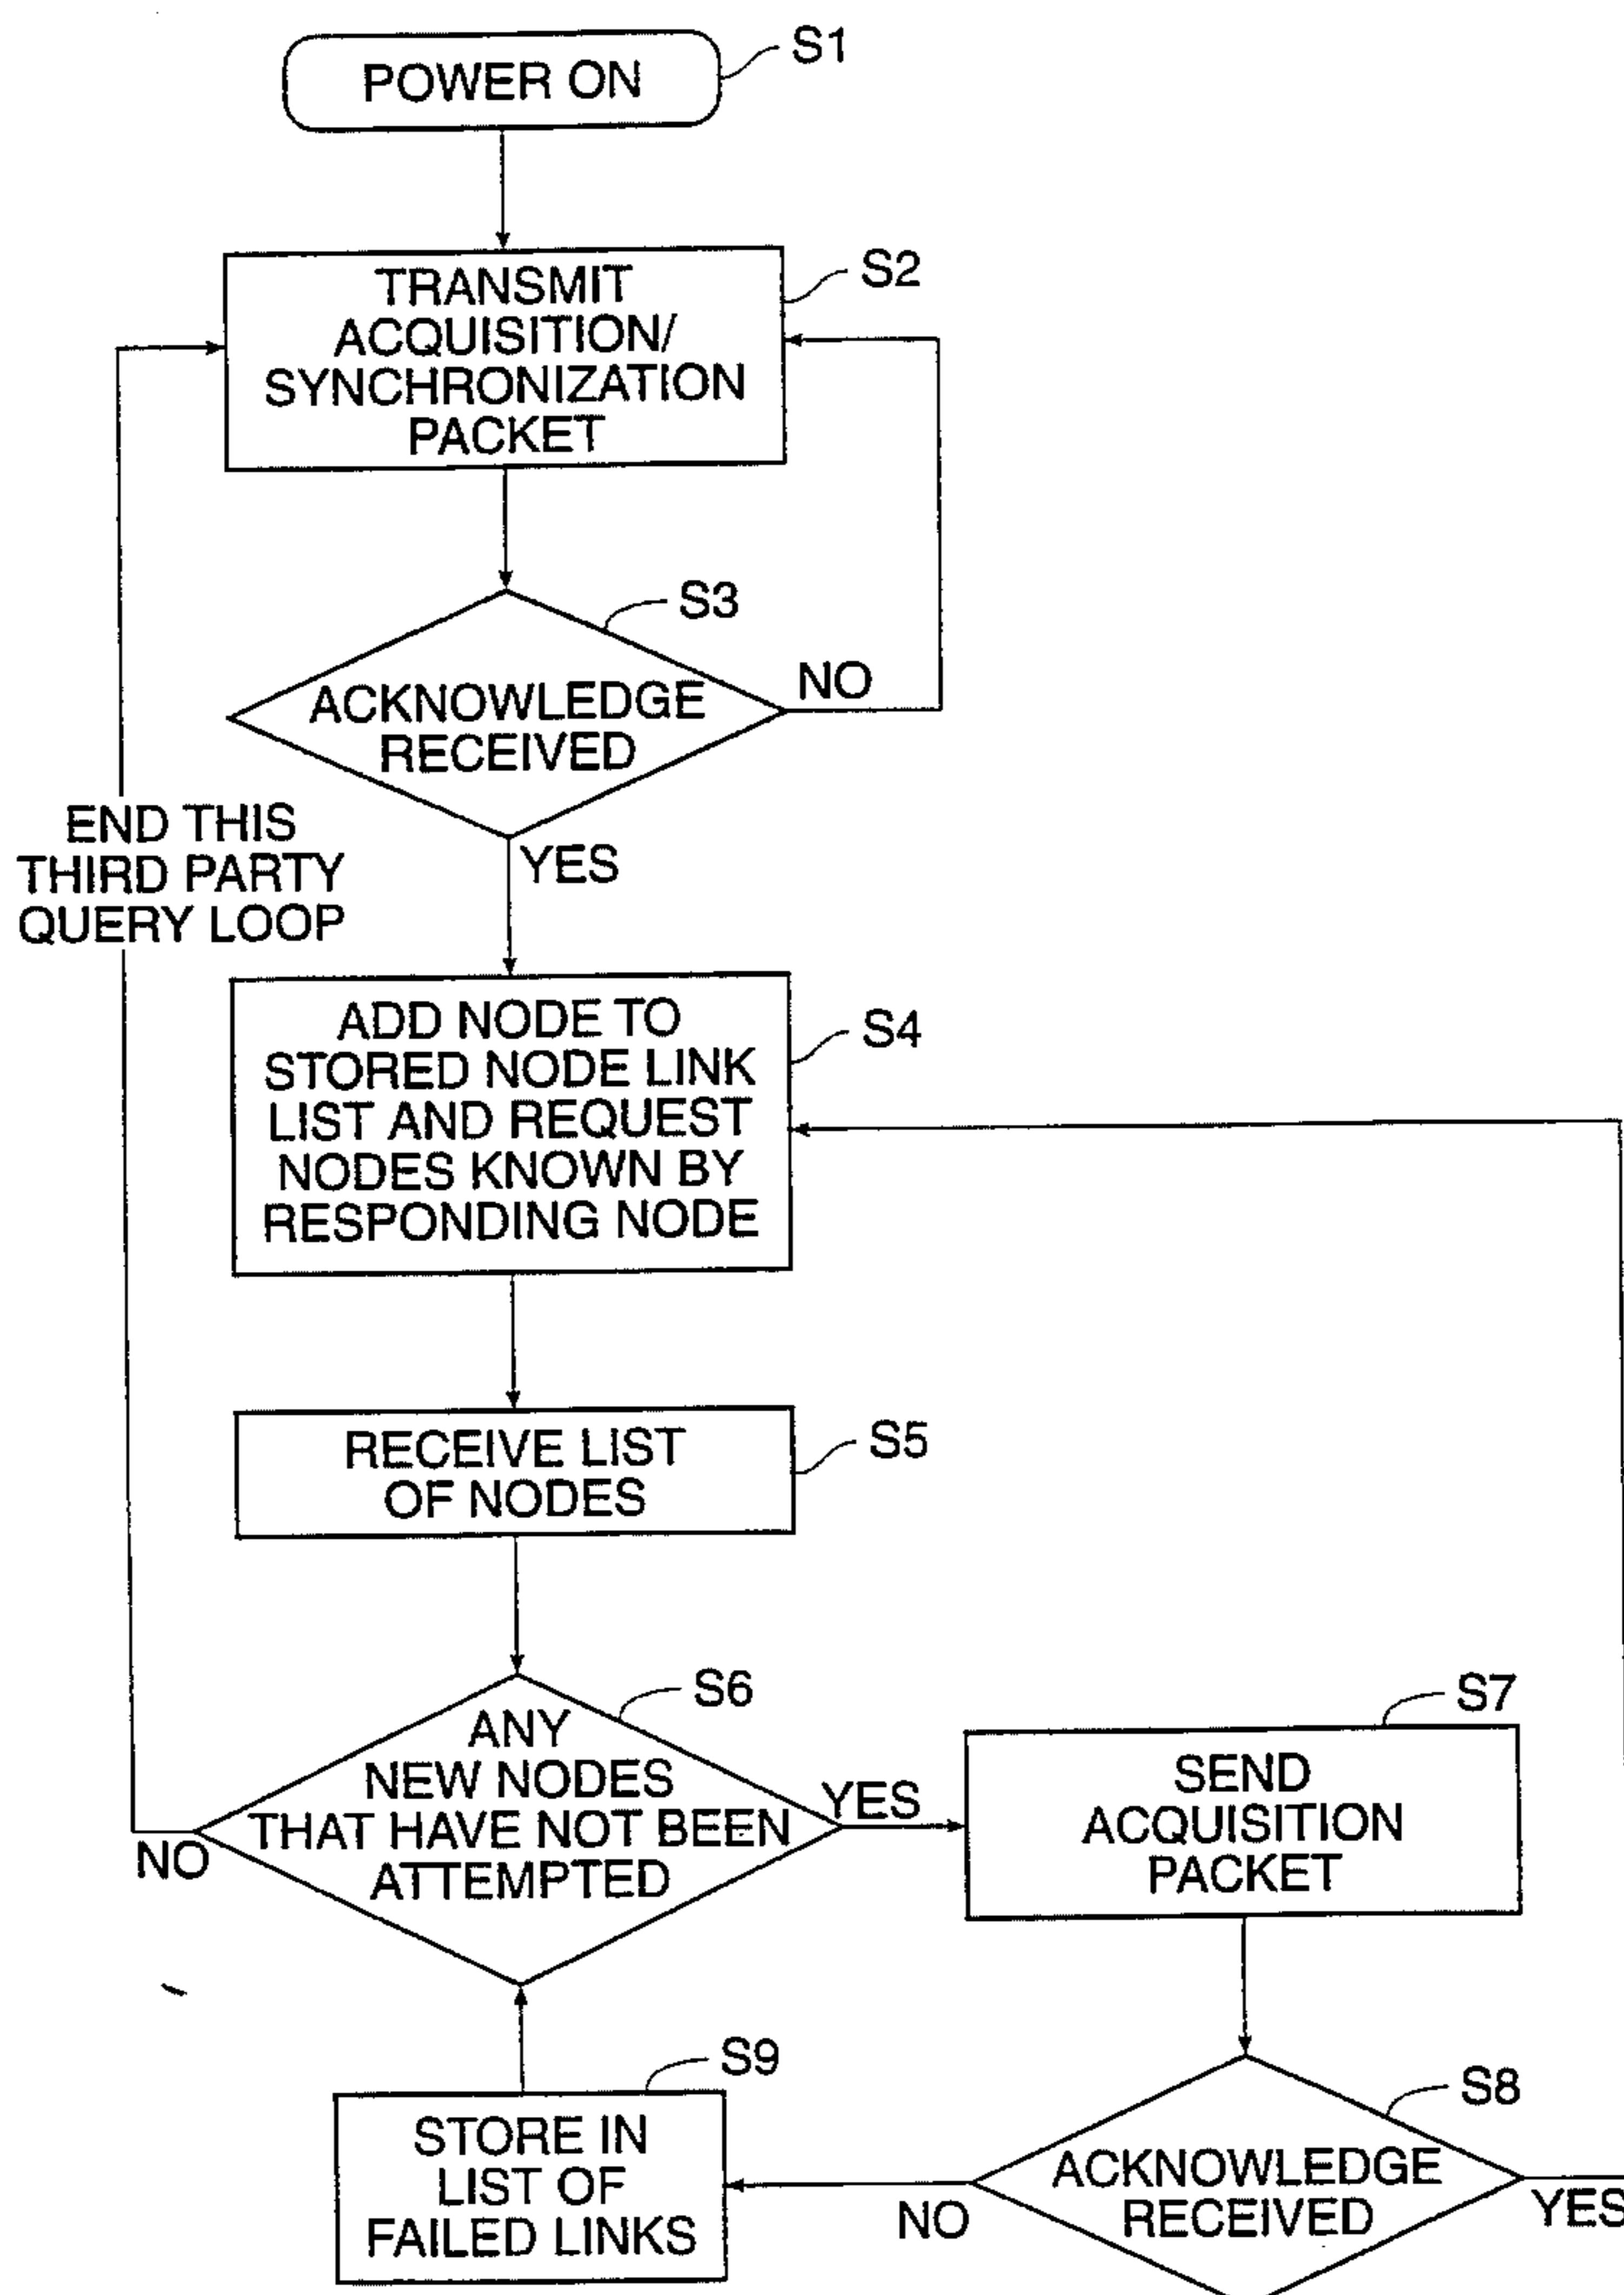 POWER ON
S1
TRANSMIT
ACQUISITION/
SYNCHRONIZATION
PACKET
S2
S3
ACKNOWLEDGE
RECEIVED
NO
YES
END THIS
THIRD PARTY
QUERY LOOP
ADD NODE TO
STORED NODE LINK
LIST AND REQUEST
NODES KNOWN BY
RESPONDING NODE
S4
RECEIVE LIST
OF NODES
S5
S6
ANY
NEW NODES
THAT HAVE NOT BEEN
ATTEMPTED
NO
YES
S7
SEND
ACQUISITION
PACKET
S8
ACKNOWLEDGE
RECEIVED
NO
YES
S9
STORE IN
LIST OF
FAILED LINKS